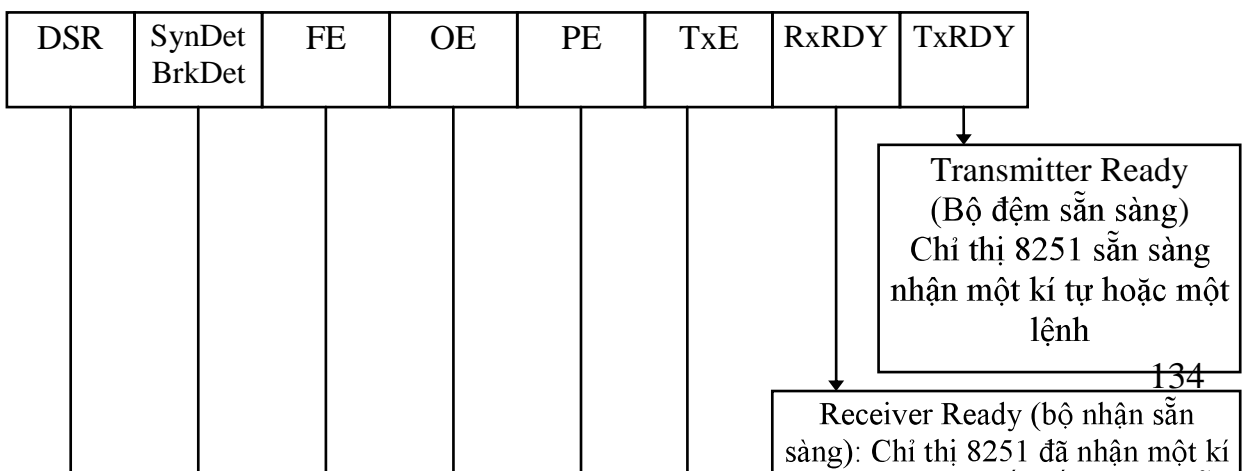 DSR SynDet FE OE PE TxE RxRDY TxRDY
BrkDet
Transmitter Ready
(Bộ đệm sẵn sàng)
Chỉ thị 8251 sẵn sàng
nhận một kí tự hoặc một
lệnh
134
Receiver Ready (bộ nhận sẵn
sàng): Chỉ thị 8251 đã nhận một kí